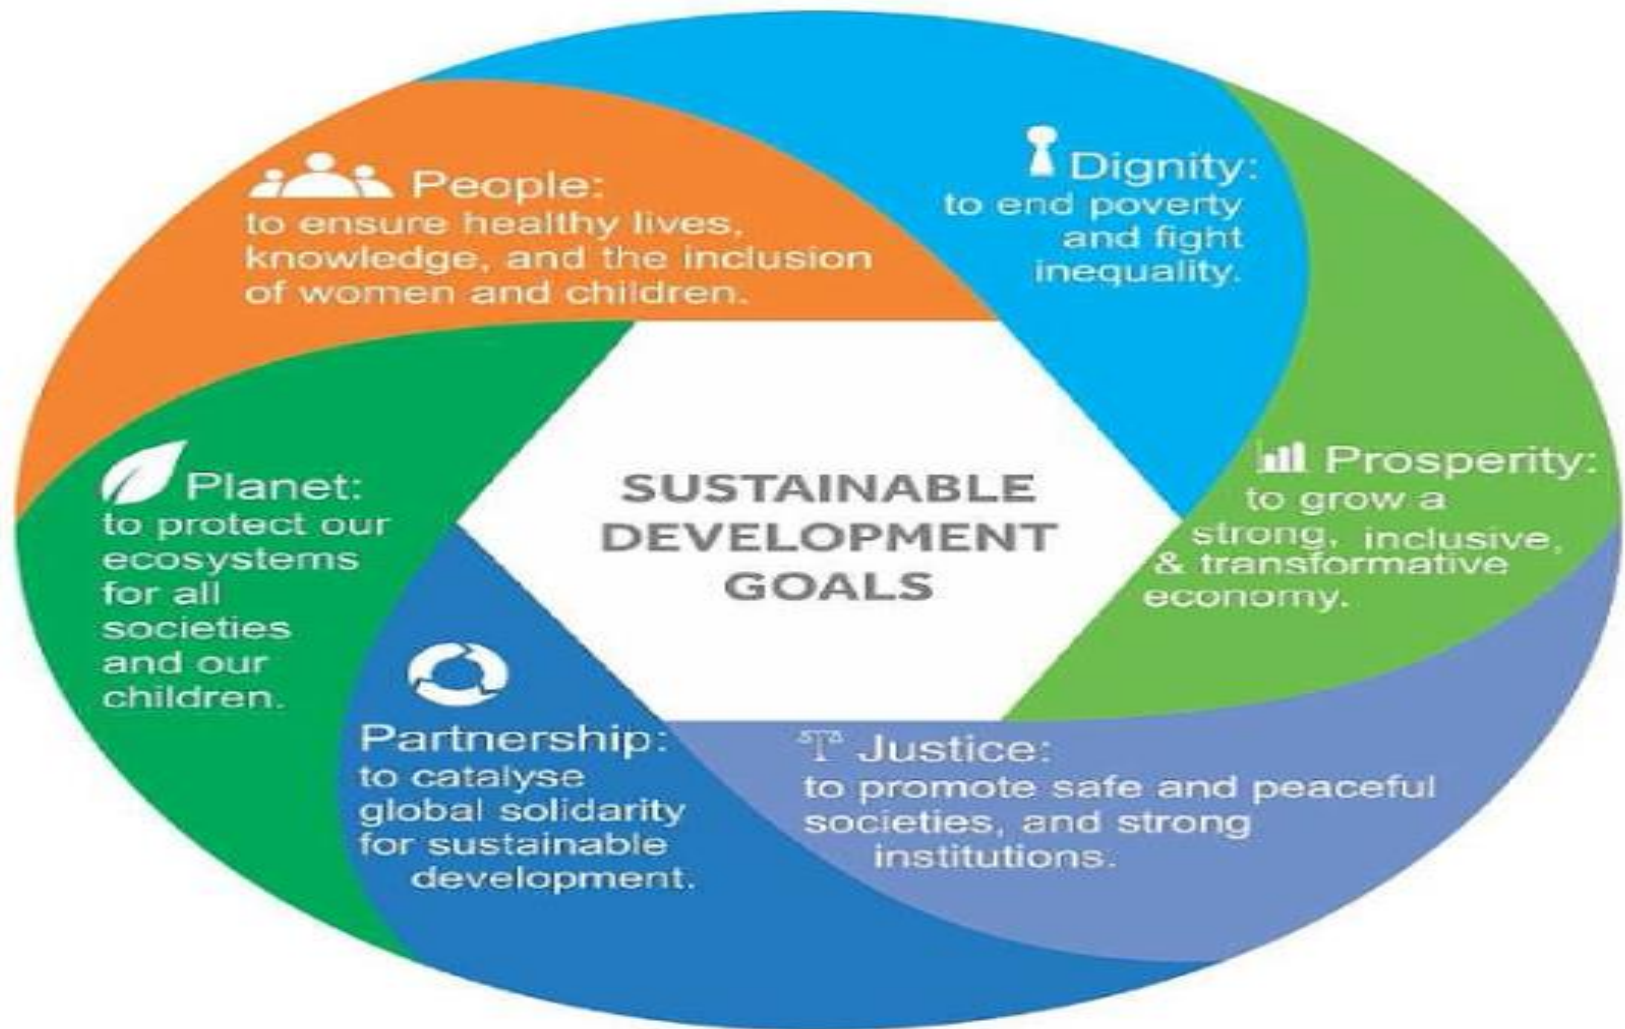 People:
to ensure healthy lives,
knowledge, and the inclusion
of women and children.
Dignity:
to end poverty
and fight
inequality.
Planet:
to protect our
ecosystems
for all
societies
and our
children.
SUSTAINABLE
DEVELOPMENT
GOALS
Prosperity:
to grow a
strong, inclusive,
& transformative
economy.
Partnership:
to catalyse
global solidarity
for sustainable
development.
Justice:
to promote safe and peaceful
societies, and strong
institutions.